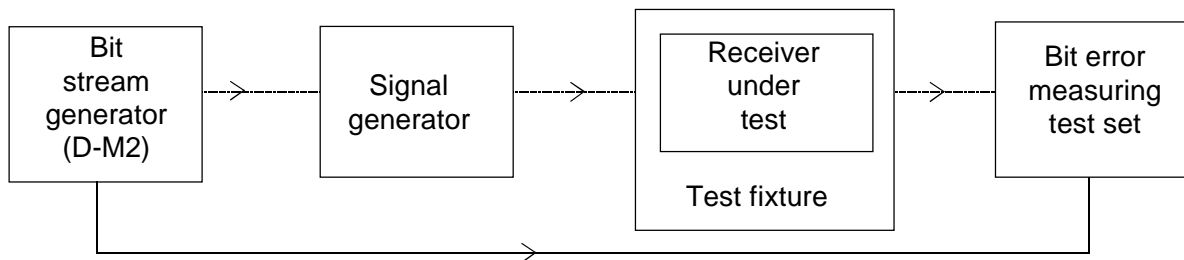 Bit
stream
generator
(D-M2)
Signal
generator
Receiver
under
test
Test fixture
Bit error
measuring
test set